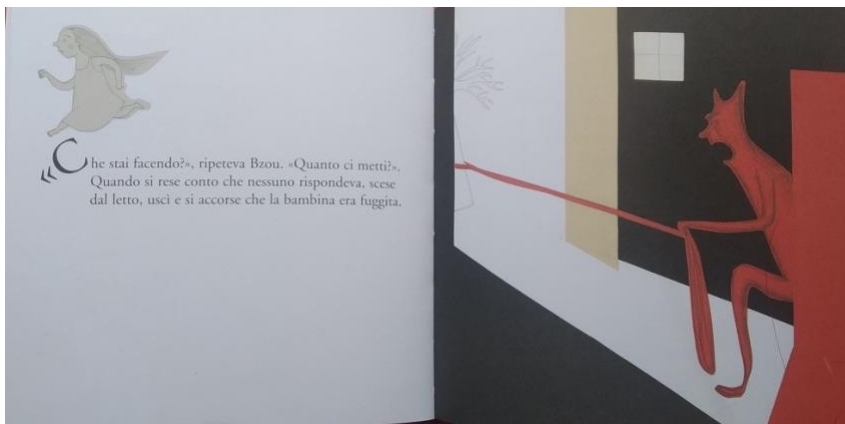 «Che stai facendo?», ripeteva Bzou. «Quanto ci metti?».
Quando si rese conto che nessuno rispondeva, scese
dal letto, uscì e si accorse che la bambina era fuggita.